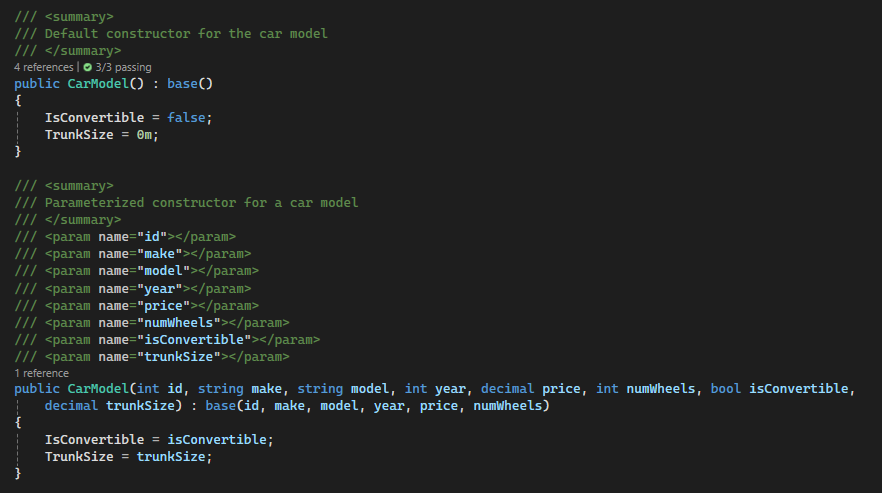 /// <summary>
/// Default constructor for the car model
/// </summary>
4 references | 3/3 passing
public CarModel() : base()
{
IsConvertible = false;
TrunkSize = 0m;
}
/// <summary>
/// Parameterized constructor for a car model
/// </summary>
/// <param name="id"></param>
/// <param name="make"></param>
/// <param name="model"></param>
/// <param name="year"></param>
/// <param name="price"></param>
/// <param name="numWheels"></param>
/// <param name="isConvertible"></param>
/// <param name="trunkSize"></param>
1 reference
public CarModel(int id, string make, string model, int year, decimal price, int numWheels, bool isConvertible,
decimal trunkSize) : base(id, make, model, year, price, numWheels)
{
IsConvertible = isConvertible;
TrunkSize = trunkSize;
}